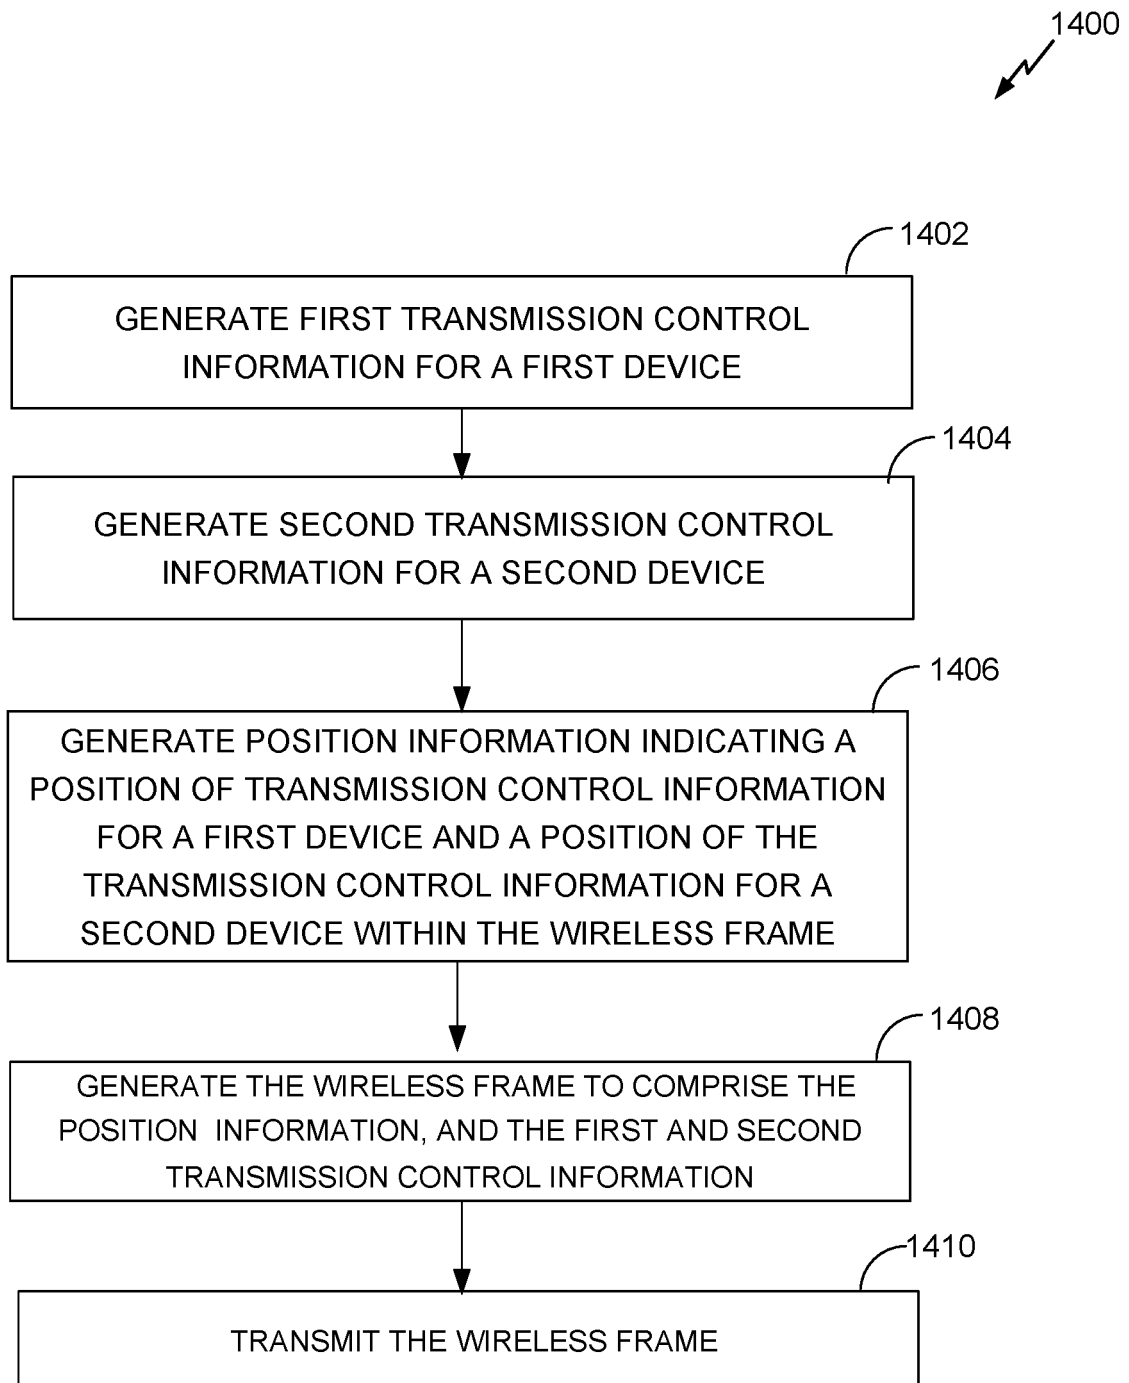 1400
1402
GENERATE FIRST TRANSMISSION CONTROL
INFORMATION FOR A FIRST DEVICE
1404
GENERATE SECOND TRANSMISSION CONTROL
INFORMATION FOR A SECOND DEVICE
1406
GENERATE POSITION INFORMATION INDICATING A
POSITION OF TRANSMISSION CONTROL INFORMATION
FOR A FIRST DEVICE AND A POSITION OF THE
TRANSMISSION CONTROL INFORMATION FOR A
SECOND DEVICE WITHIN THE WIRELESS FRAME
1408
GENERATE THE WIRELESS FRAME TO COMPRISE THE
POSITION INFORMATION, AND THE FIRST AND SECOND
TRANSMISSION CONTROL INFORMATION
1410
TRANSMIT THE WIRELESS FRAME